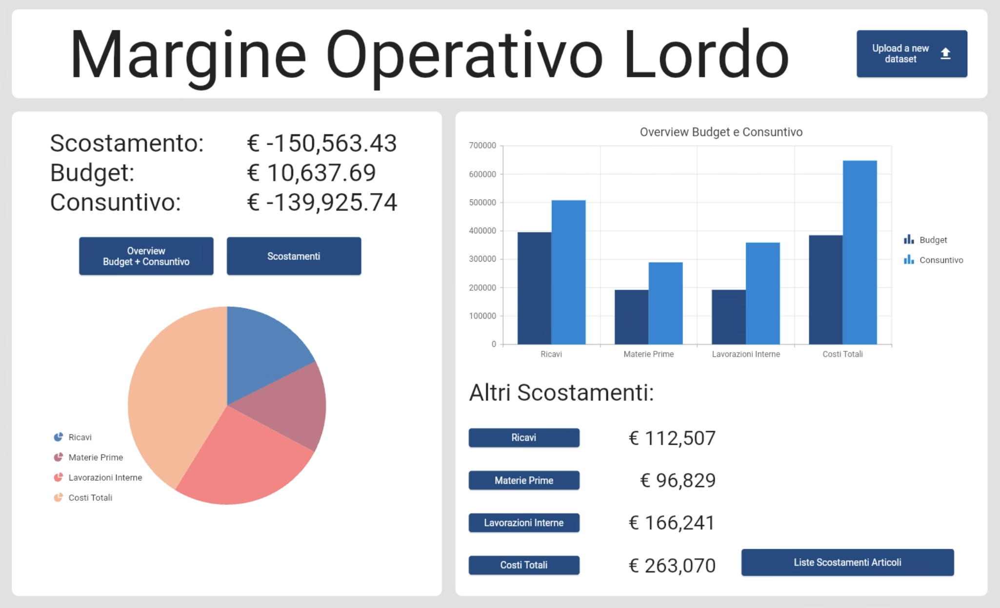 Margine Operativo Lordo
Upload a new
dataset
Scostamento: € -150,563.43
Budget: € 10,637.69
Consuntivo: € -139,925.74
Overview
Budget + Consuntivo
Scostamenti
Ricavi
Materie Prime
Lavorazioni Interne
Costi Totali
Overview Budget e Consuntivo
700000
600000
500000
400000
300000
200000
100000
0
Ricavi Materie Prime Lavorazioni Interne Costi Totali
Budget
Consuntivo
Altri Scostamenti:
Ricavi € 112,507
Materie Prime € 96,829
Lavorazioni Interne € 166,241
Costi Totali € 263,070
Liste Scostamenti Articoli